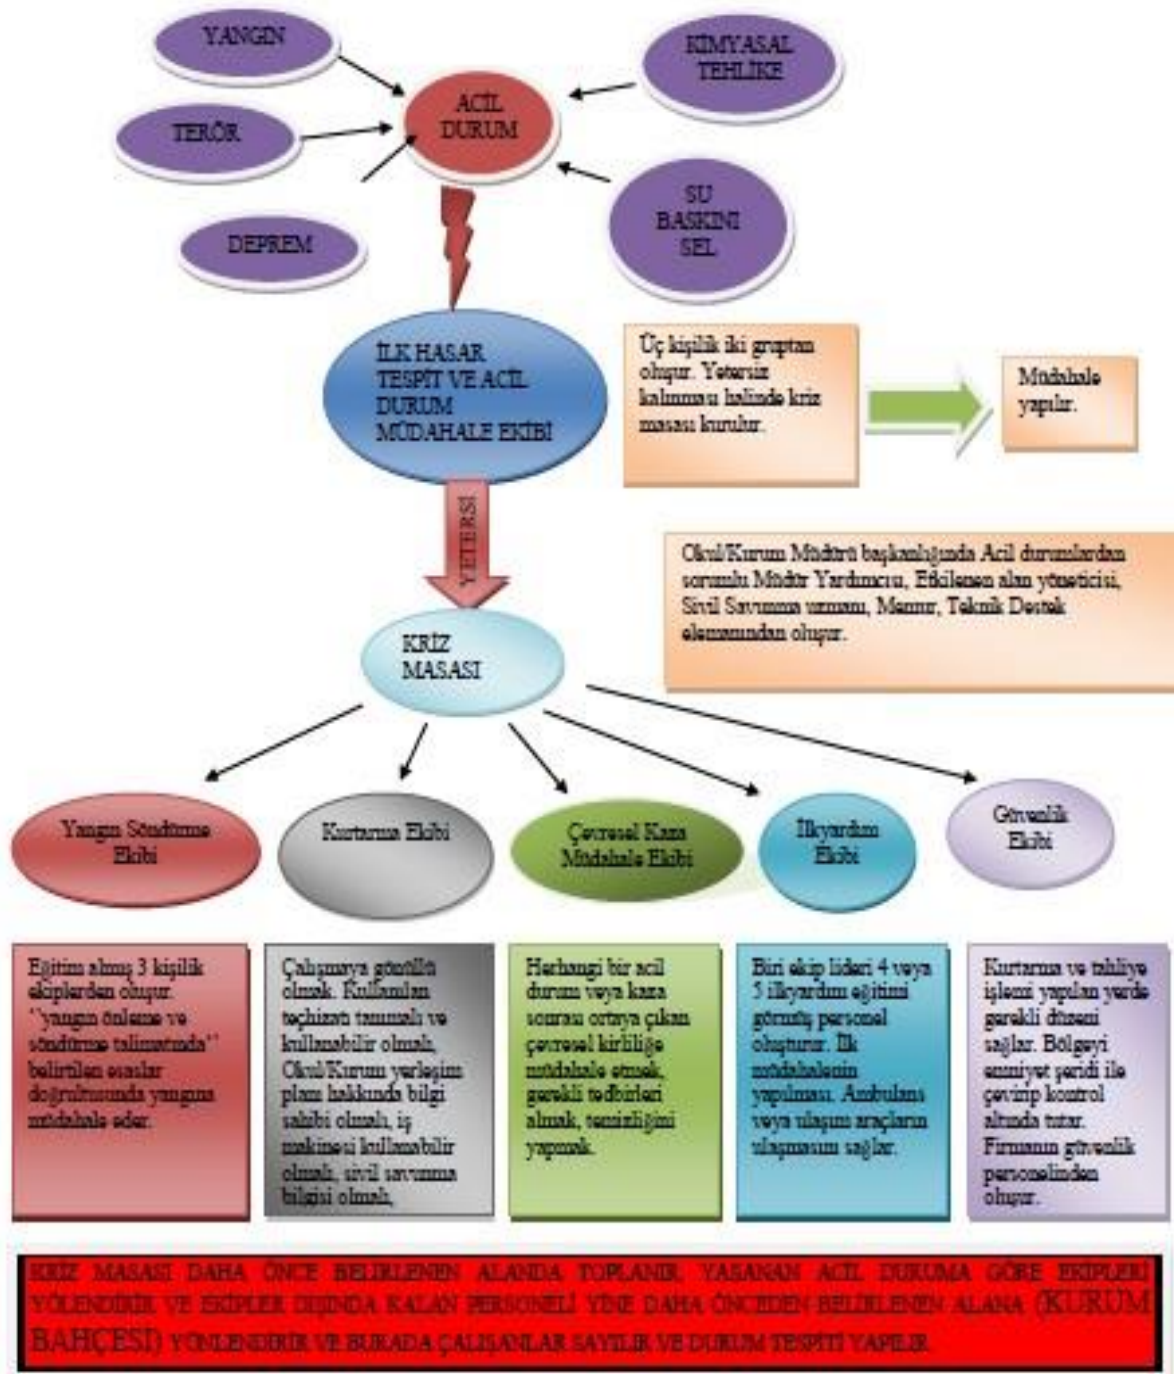 YANGIN
KİMYASAL
TEHLİKE
ACİL
DURUM
TERÖR
SU
BASKINI
SEL
DEPREM
İLK HASAR
TESPİT VE ACİL
DURUM
MÜDAHALE EKİBİ
Üç kişilik iki gruptan
oluşur. Yetersiz
kalınması halinde kriz
masası kurulur.
Müdahale
yapılır.
YETERSİ
Okul/Kurum Müdürü başkanlığında Acil durumlardan
sorumlu Müdür Yardımcısı, Etkilenen alan yöneticisi,
Sivil Savunma uzmanı, Memur, Teknik Destek
elemanından oluşur.
KRİZ
MASASI
Yangın Söndürme
Ekibi
Kurtarma Ekibi
Çevresel Kaza
Müdahale Ekibi
İlkyardım
Ekibi
Güvenlik
Ekibi
Eğitim almış 3 kişilik
ekiplerden oluşur.
‘‘yangın önleme ve
söndürme talimatında’’
belirtilen esaslar
doğrultusunda yangına
müdahale eder.
Çalışmaya gönüllü
olmak. Kullanılan
teçhizatı tanımalı ve
kullanabilir olmalı,
Okul/Kurum yerleşim
planı hakkında bilgi
sahibi olmalı, iş
makinesi kullanabilir
olmalı, sivil savunma
bilgisi olmalı,
Herhangi bir acil
durum veya kaza
sonrası ortaya çıkan
çevresel kirliliğe
müdahale etmek,
gerekli tedbirleri
almak, temizliğini
yapmak.
Biri ekip lideri 4 veya
5 ilkyardım eğitimi
görmüş personel
oluşturur. İlk
müdahalenin
yapılması. Ambulans
veya ulaşım araçların
ulaşmasını sağlar.
Kurtarma ve tahliye
işlemi yapılan yerde
gerekli düzeni
sağlar. Bölgeyi
emniyet şeridi ile
çevirip kontrol
altında tutar.
Firmanın güvenlik
personelinden
oluşur.
KRİZ MASASI DAHA ÖNCE BELİRLENEN ALANDA TOPLANIR, YAŞANAN ACİL DURUMA GÖRE EKİPLERİ
YÖLENDİRİR VE EKİPLER DIŞINDA KALAN PERSONELİ YİNE DAHA ÖNCEDEN BELİRLENEN ALANA (KURUM
BAHÇESİ) YÖNLENDİRİR VE BURADA ÇALIŞANLAR SAYILIR VE DURUM TESPİTİ YAPILIR.